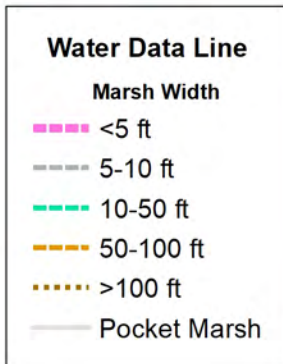 Water Data Line
Marsh Width
<5 ft
5-10 ft
10-50 ft
50-100 ft
>100 ft
Pocket Marsh